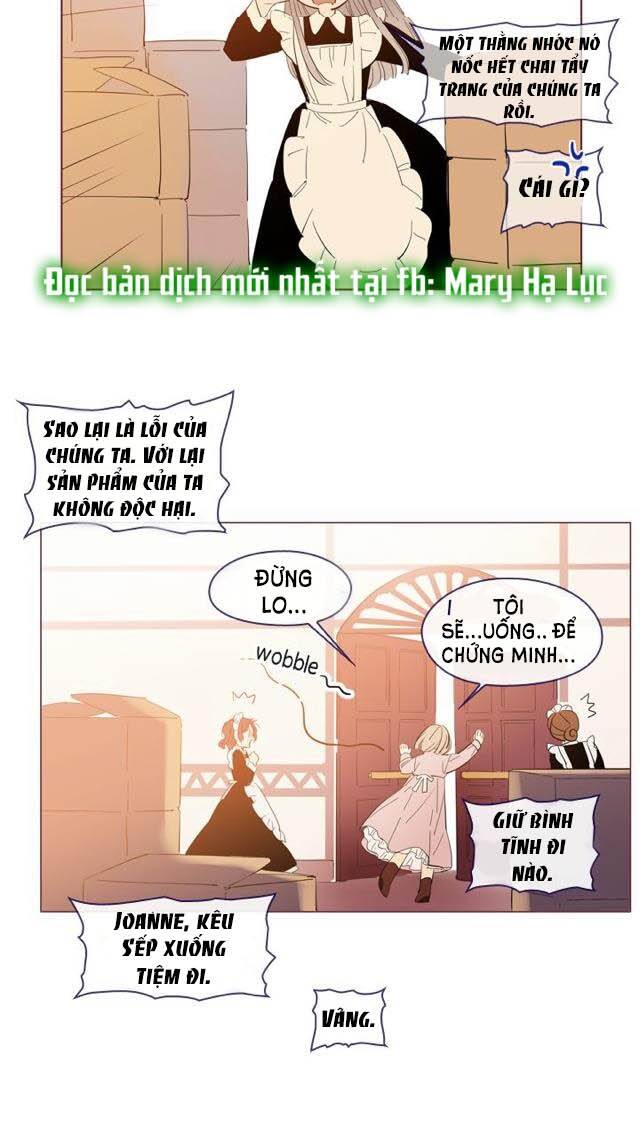 Một thằng nhóc nó
nốc hết chai tẩy
trang của chúng ta
rồi.
Cái gì?
Đọc bản dịch mới nhất tại fb: Mary Hạ Lục
Sao lại là lỗi của
chúng ta. Với lại
sản phẩm của ta
không độc hại.
ĐỪNG
LO...
wobble~~
I TÔI
SẼ...UỐNG.. ĐỂ
CHỨNG MINH...
Giữ bình
tĩnh đi
nào.
Joanne, kêu
Sếp xuống
tiệm đi.
Vâng.